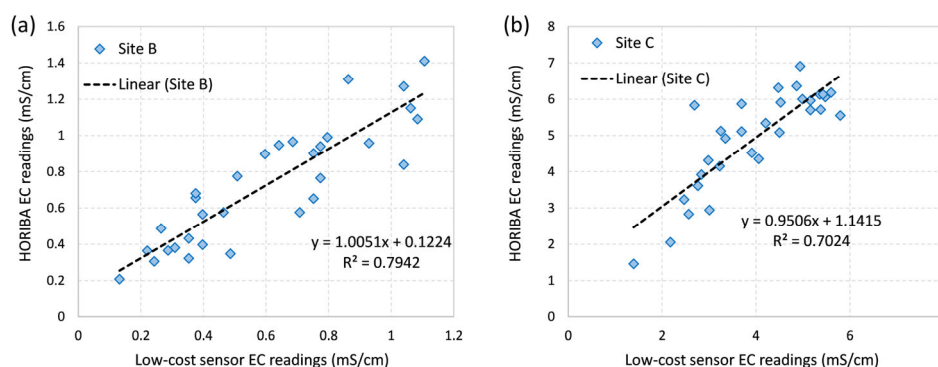 (a)
HORIBA EC readings (mS/cm)
1.6
1.4
1.2
1
0.8
0.6
0.4
0.2
0
Site B
Linear (Site B)
y = 1.0051x + 0.1224
R² = 0.7942
0 0.2 0.4 0.6 0.8 1 1.2
Low-cost sensor EC readings (mS/cm)
(b)
HORIBA EC readings (mS/cm)
8
7
6
5
4
3
2
1
0
Site C
Linear (Site C)
y = 0.9506x + 1.1415
R² = 0.7024
0 2 4 6
Low-cost sensor EC readings (mS/cm)